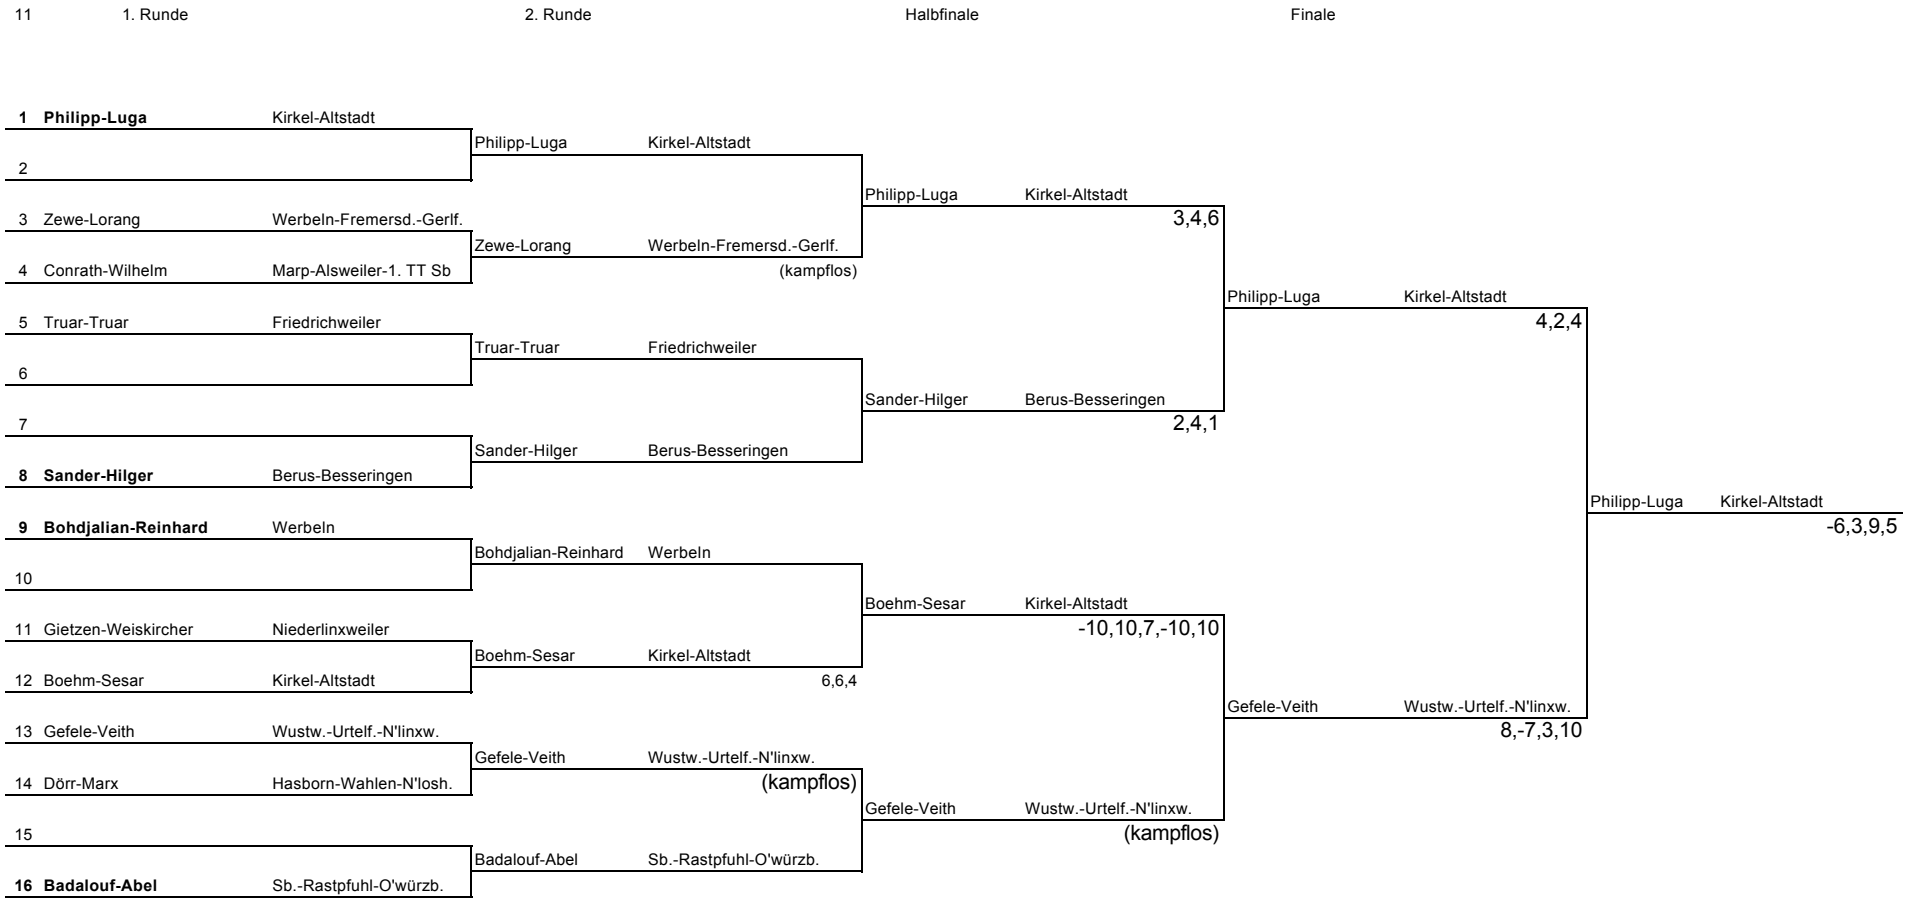 11 1. Runde 2. Runde Halbfinale Finale
1 Philipp-Luga Kirkel-Altstadt
Philipp-Luga Kirkel-Altstadt
2
Philipp-Luga Kirkel-Altstadt
3 Zewe-Lorang Werbeln-Fremersd.-Gerlf. 3,4,6
Zewe-Lorang Werbeln-Fremersd.-Gerlf.
4 Conrath-Wilhelm Marp-Alsweiler-1. TT Sb (kampflos)
Philipp-Luga Kirkel-Altstadt
5 Truar-Truar Friedrichweiler 4,2,4
Truar-Truar Friedrichweiler
6
Sander-Hilger Berus-Besseringen
7 2,4,1
Sander-Hilger Berus-Besseringen
8 Sander-Hilger Berus-Besseringen
Philipp-Luga Kirkel-Altstadt
9 Bohdjalian-Reinhard Werbeln -6,3,9,5
Bohdjalian-Reinhard Werbeln
10
Boehm-Sesar Kirkel-Altstadt
11 Gietzen-Weiskircher Niederlinxweiler -10,10,7,-10,10
Boehm-Sesar Kirkel-Altstadt
12 Boehm-Sesar Kirkel-Altstadt 6,6,4
Gefele-Veith Wustw.-Urtelf.-N'linxw.
13 Gefele-Veith Wustw.-Urtelf.-N'linxw. 8,-7,3,10
Gefele-Veith Wustw.-Urtelf.-N'linxw.
14 Dörr-Marx Hasborn-Wahlen-N'losh. (kampflos)
Gefele-Veith Wustw.-Urtelf.-N'linxw.
15 (kampflos)
Badalouf-Abel Sb.-Rastpfuhl-O'würzb.
16 Badalouf-Abel Sb.-Rastpfuhl-O'würzb.